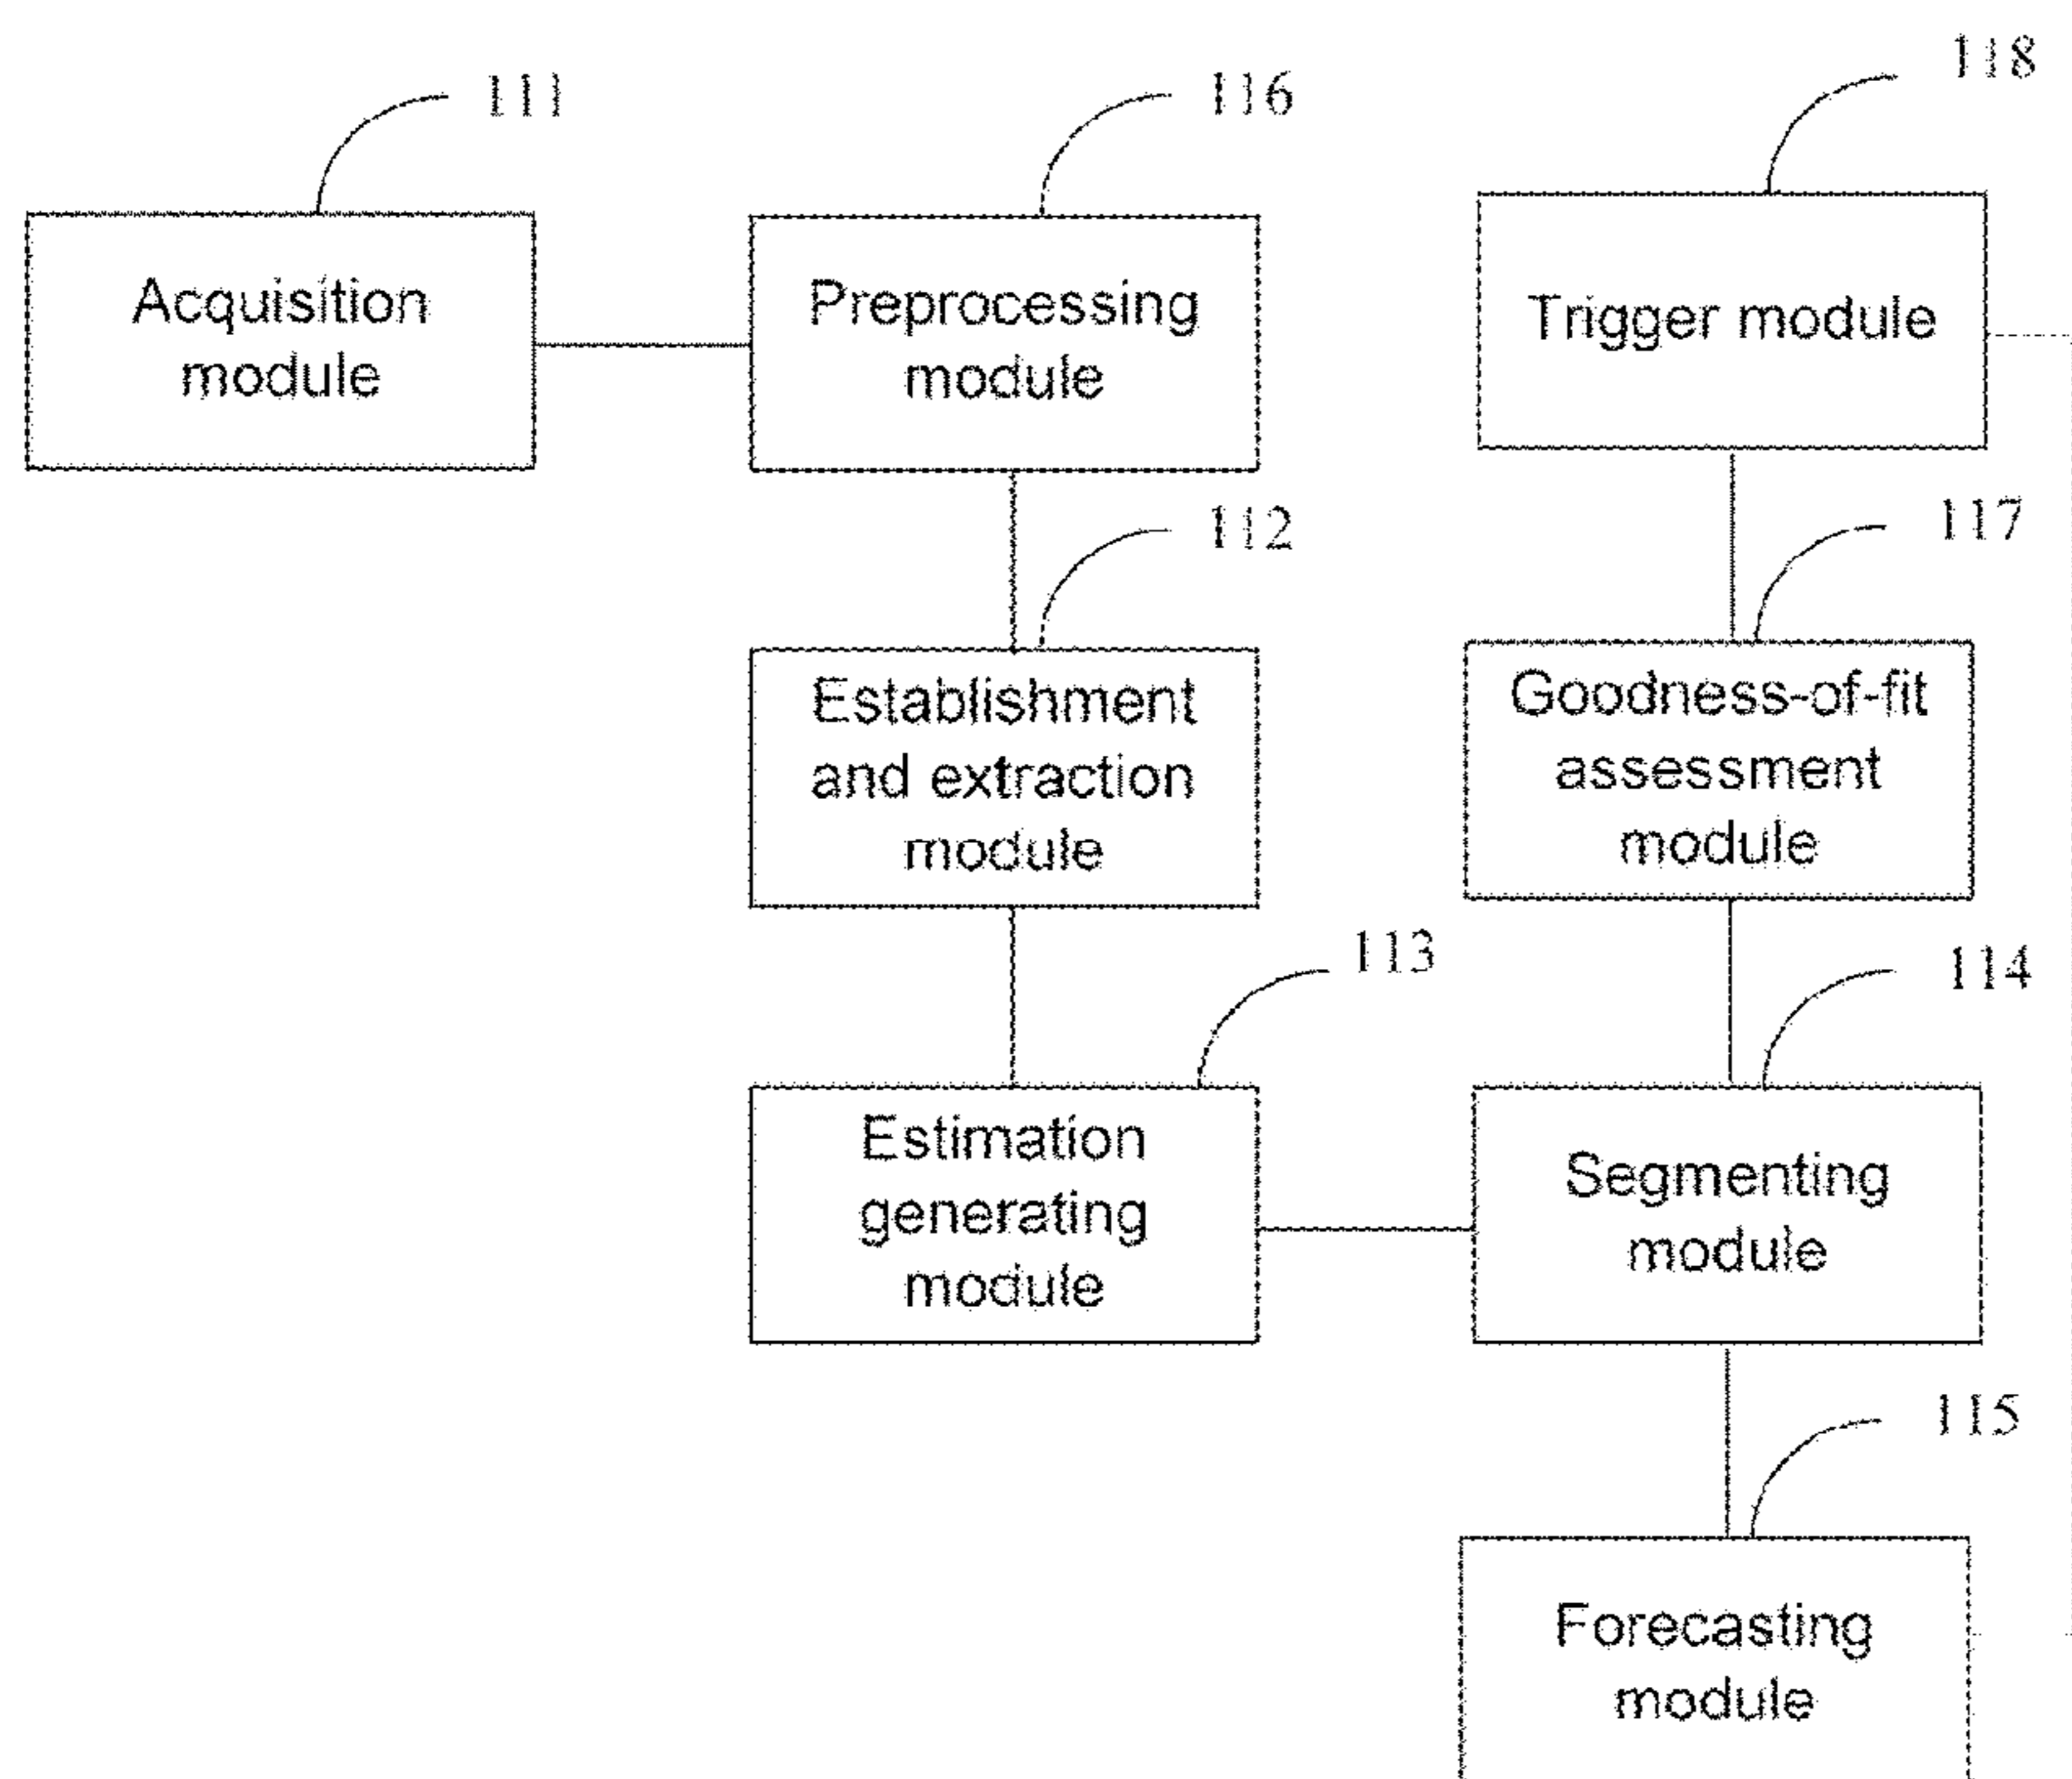 111
116
118
Acquisition
module
Preprocessing
module
Trigger module
112
117
Establishment
and extraction
module
Goodness-of-fit
assessment
module
113
114
Estimation
generating
module
Segmenting
module
115
Forecasting
module